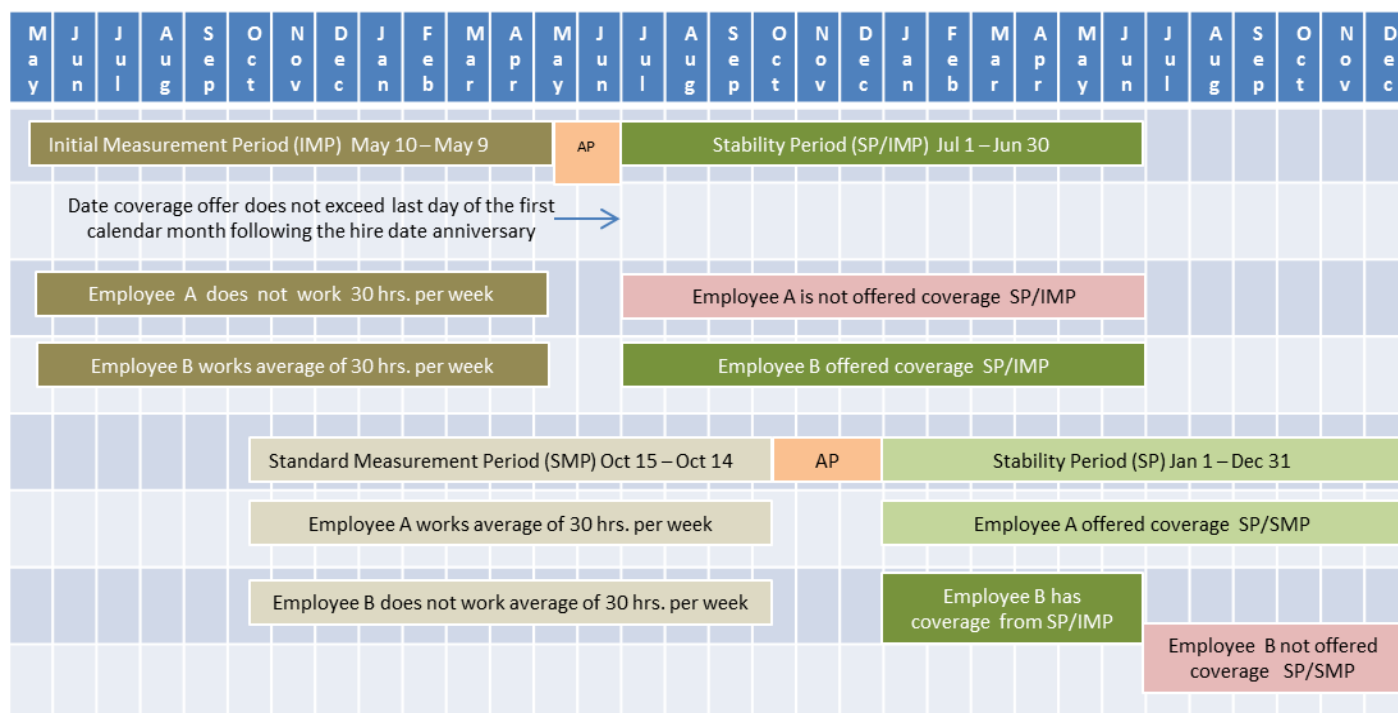 May Jun Jul Aug Sep Oct Nov Dec Jan Feb Mar Apr May Jun Jul Aug Sep Oct Nov Dec Jan Feb Mar Apr May Jun Jul Aug Sep Oct Nov Dec
Initial Measurement Period (IMP) May 10 – May 9
AP
Stability Period (SP/IMP) Jul 1 – Jun 30
Date coverage offer does not exceed last day of the first
calendar month following the hire date anniversary
Employee A does not work 30 hrs. per week
Employee A is not offered coverage SP/IMP
Employee B works average of 30 hrs. per week
Employee B offered coverage SP/IMP
Standard Measurement Period (SMP) Oct 15 – Oct 14
AP
Stability Period (SP) Jan 1 – Dec 31
Employee A works average of 30 hrs. per week
Employee A offered coverage SP/SMP
Employee B does not work average of 30 hrs. per week
Employee B has
coverage from SP/IMP
Employee B not offered
coverage SP/SMP